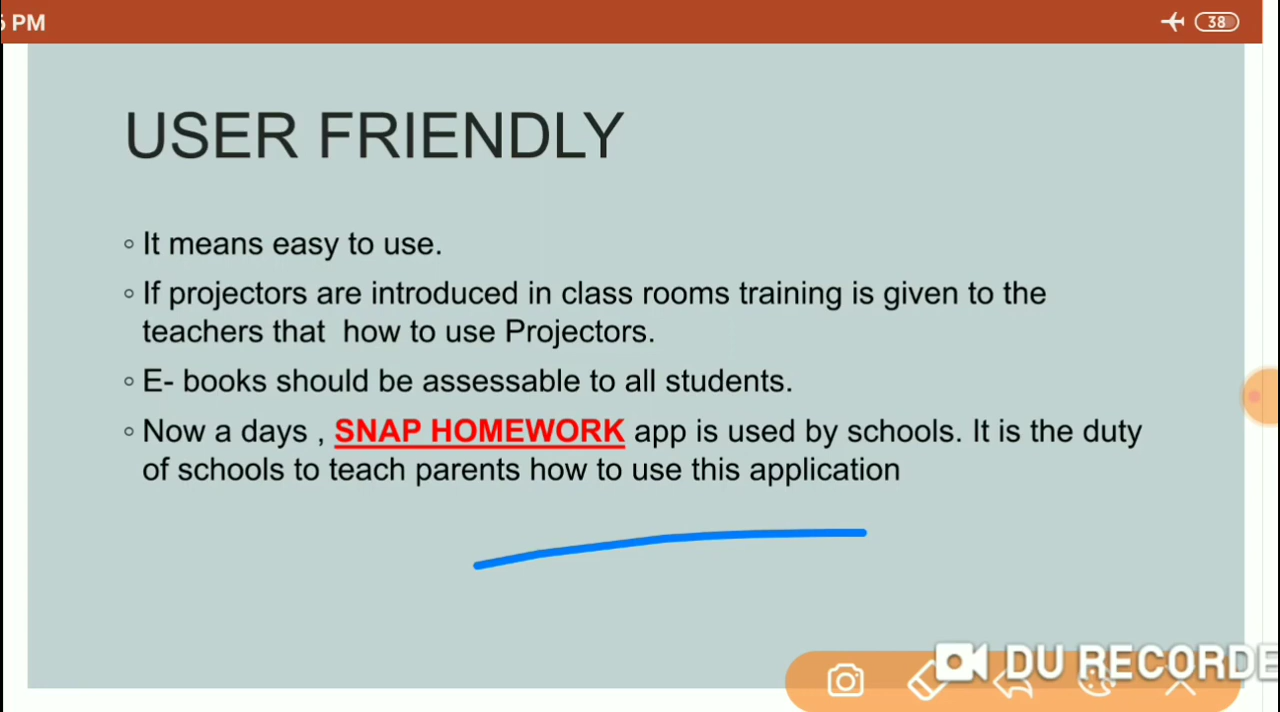 PM
38
USER FRIENDLY
It means easy to use.
If projectors are introduced in class rooms training is given to the
teachers that how to use Projectors.
E- books should be assessable to all students.
Now a days , SNAP HOMEWORK app is used by schools. It is the duty
of schools to teach parents how to use this application
DU RECORDE